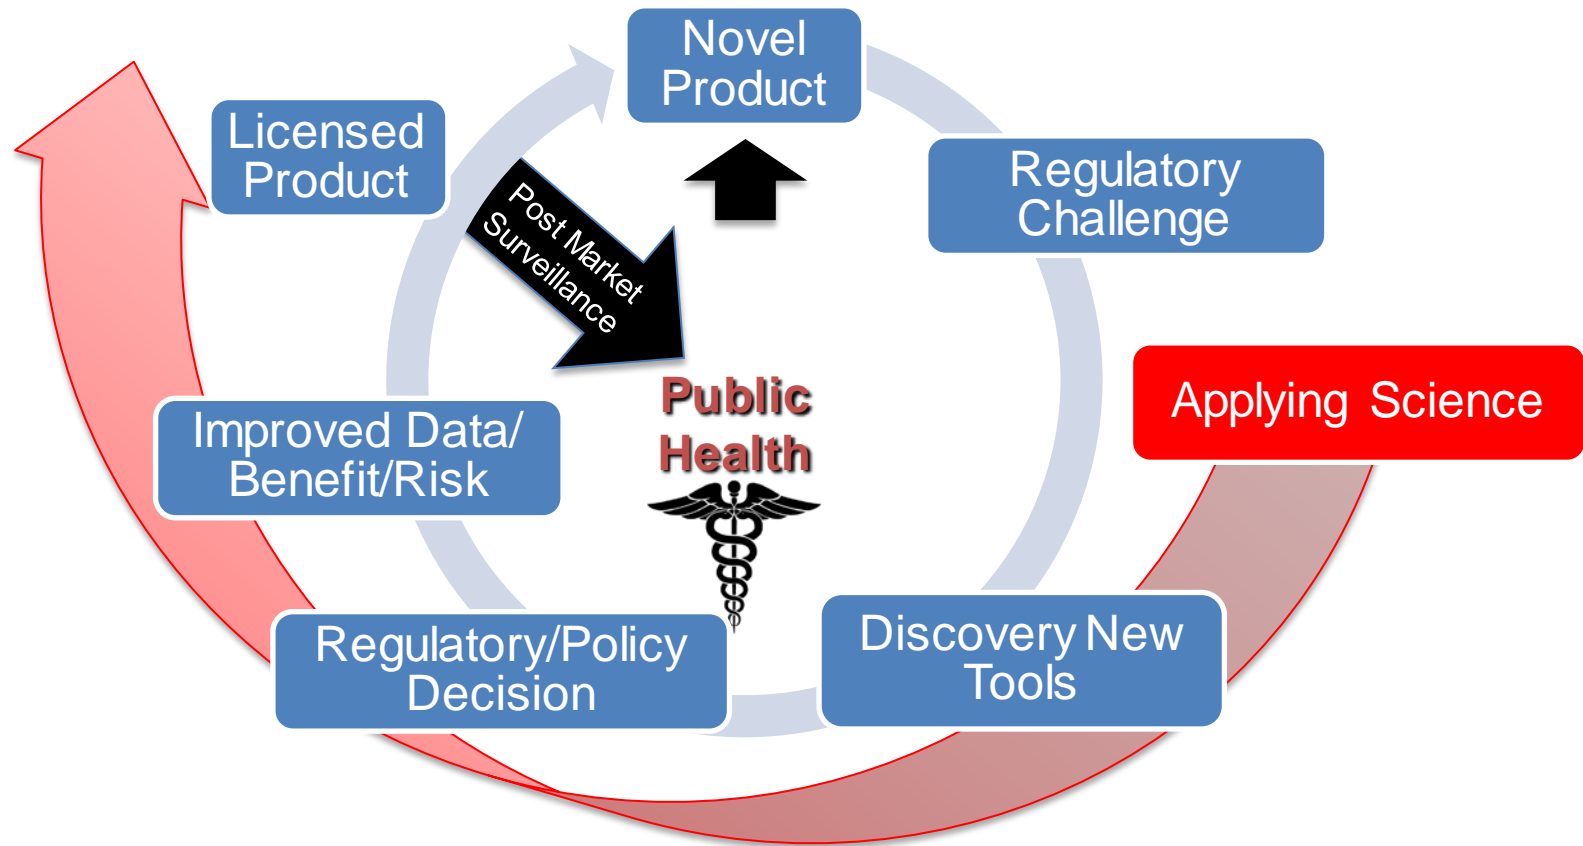 Novel
Product
Regulatory
Challenge
Applying Science
Discovery New
Tools
Regulatory/Policy
Decision
Improved Data/
Benefit/Risk
Licensed
Product
Post Market
Surveillance
Public
Health